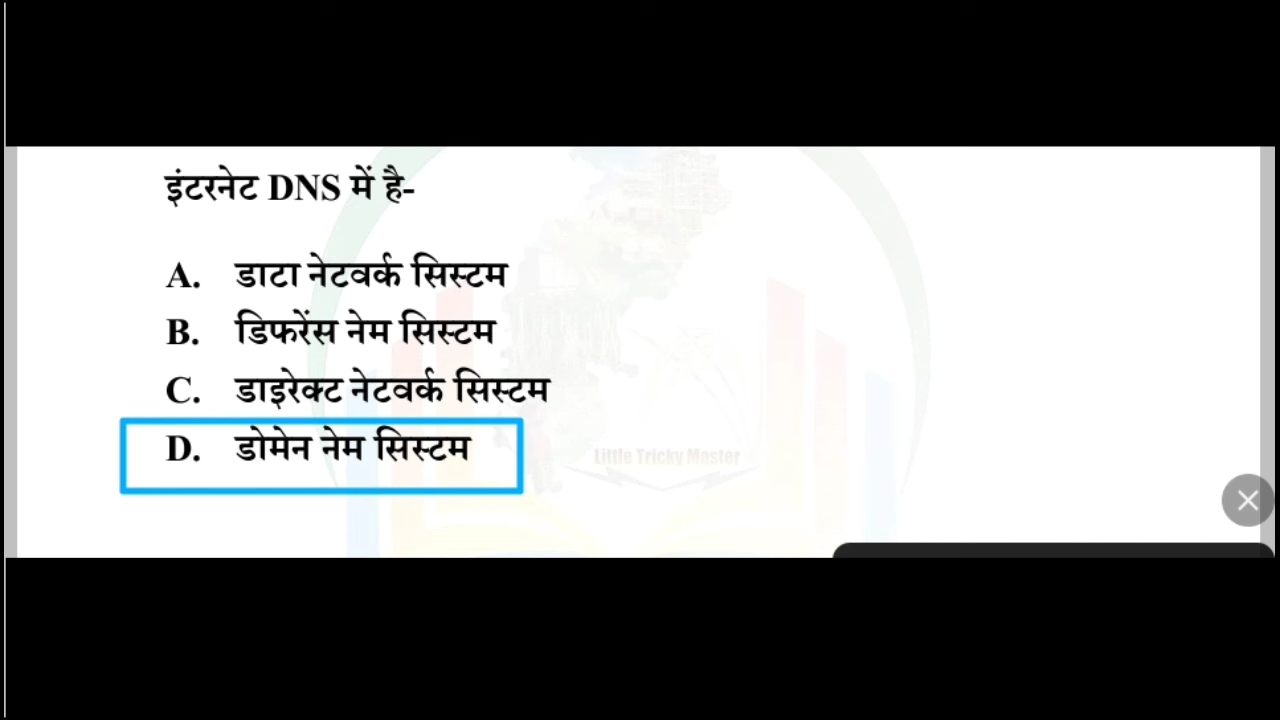 इंटरनेट DNS में है-
A. डाटा नेटवर्क सिस्टम
B. डिफरेंस नेम सिस्टम
C. डाइरेक्ट नेटवर्क सिस्टम
D. डोमेन नेम सिस्टम
Little Tricky Master